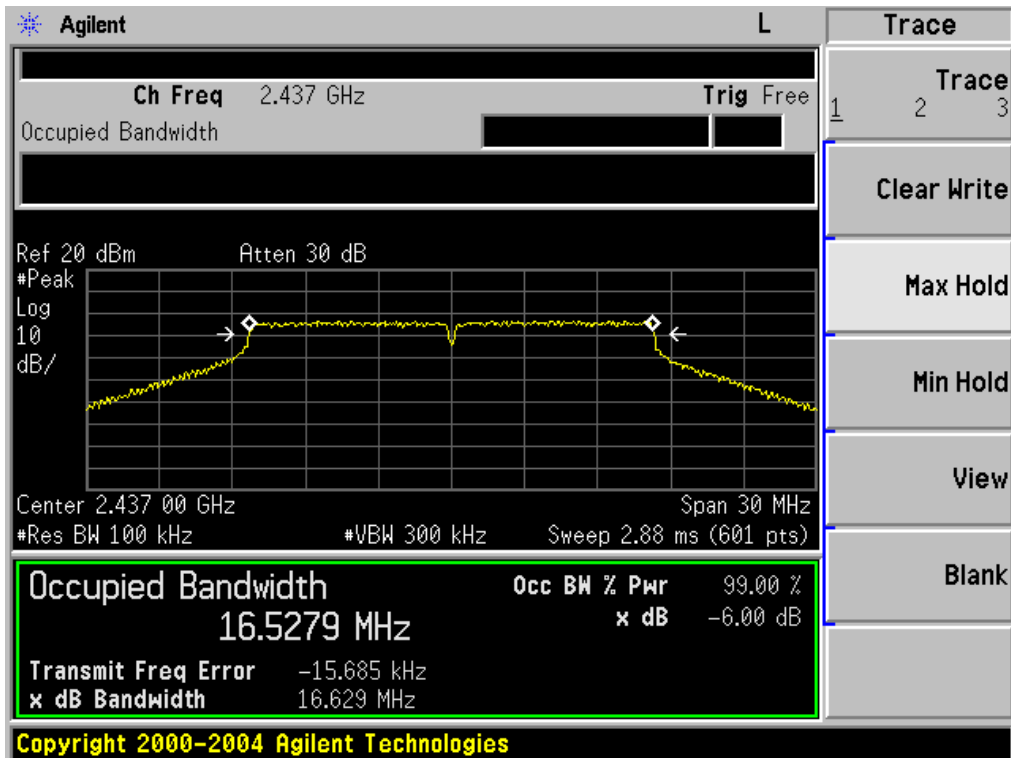 Agilent L Trace
Ch Freq 2.437 GHz Trig Free
Occupied Bandwidth
Trace
1 2 3
Clear Write
Max Hold
Min Hold
View
Blank
Ref 20 dBm Atten 30 dB
#Peak
Log
10
dB/
Center 2.437 00 GHz Span 30 MHz
#Res BW 100 kHz #VBW 300 kHz Sweep 2.88 ms (601 pts)
Occupied Bandwidth Occ BW % Pwr 99.00 %
16.5279 MHz x dB -6.00 dB
Transmit Freq Error -15.685 kHz
x dB Bandwidth 16.629 MHz
Copyright 2000-2004 Agilent Technologies